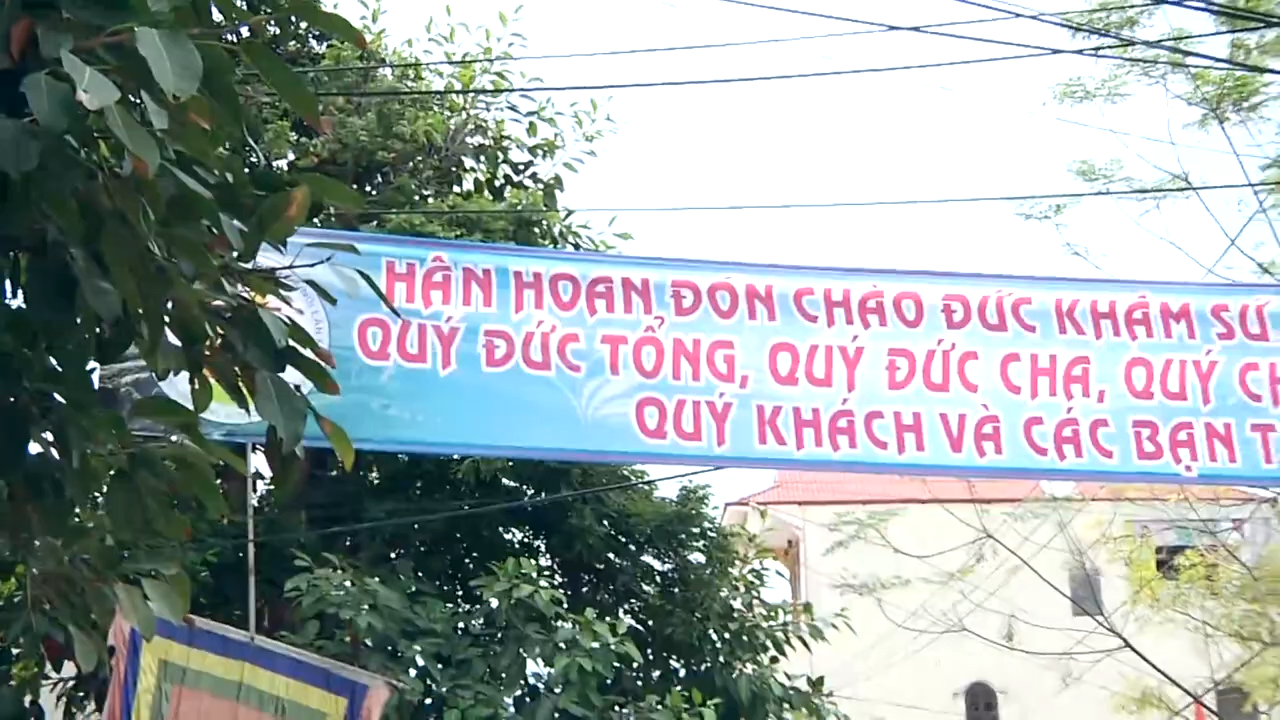 HÂN HOAN ĐÓN CHÀO ĐỨC KHÂM SỨ
QUÝ ĐỨC TỔNG, QUÝ ĐỨC CHA, QUÝ
QUÝ KHÁCH VÀ CÁC BẠN